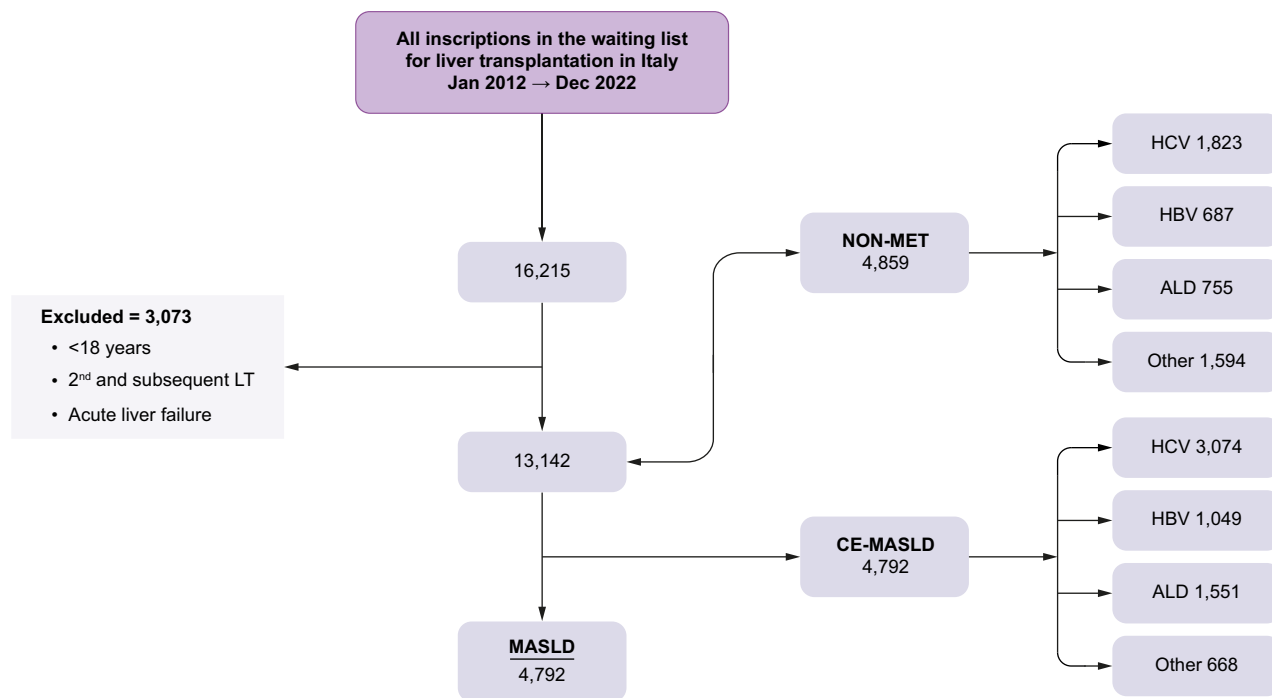 All inscriptions in the waiting list
for liver transplantation in Italy
Jan 2012 → Dec 2022
16,215
Excluded = 3,073
• <18 years
• 2nd and subsequent LT
• Acute liver failure
13,142
NON-MET
4,859
HCV 1,823
HBV 687
ALD 755
Other 1,594
CE-MASLD
4,792
HCV 3,074
HBV 1,049
ALD 1,551
Other 668
MASLD
4,792